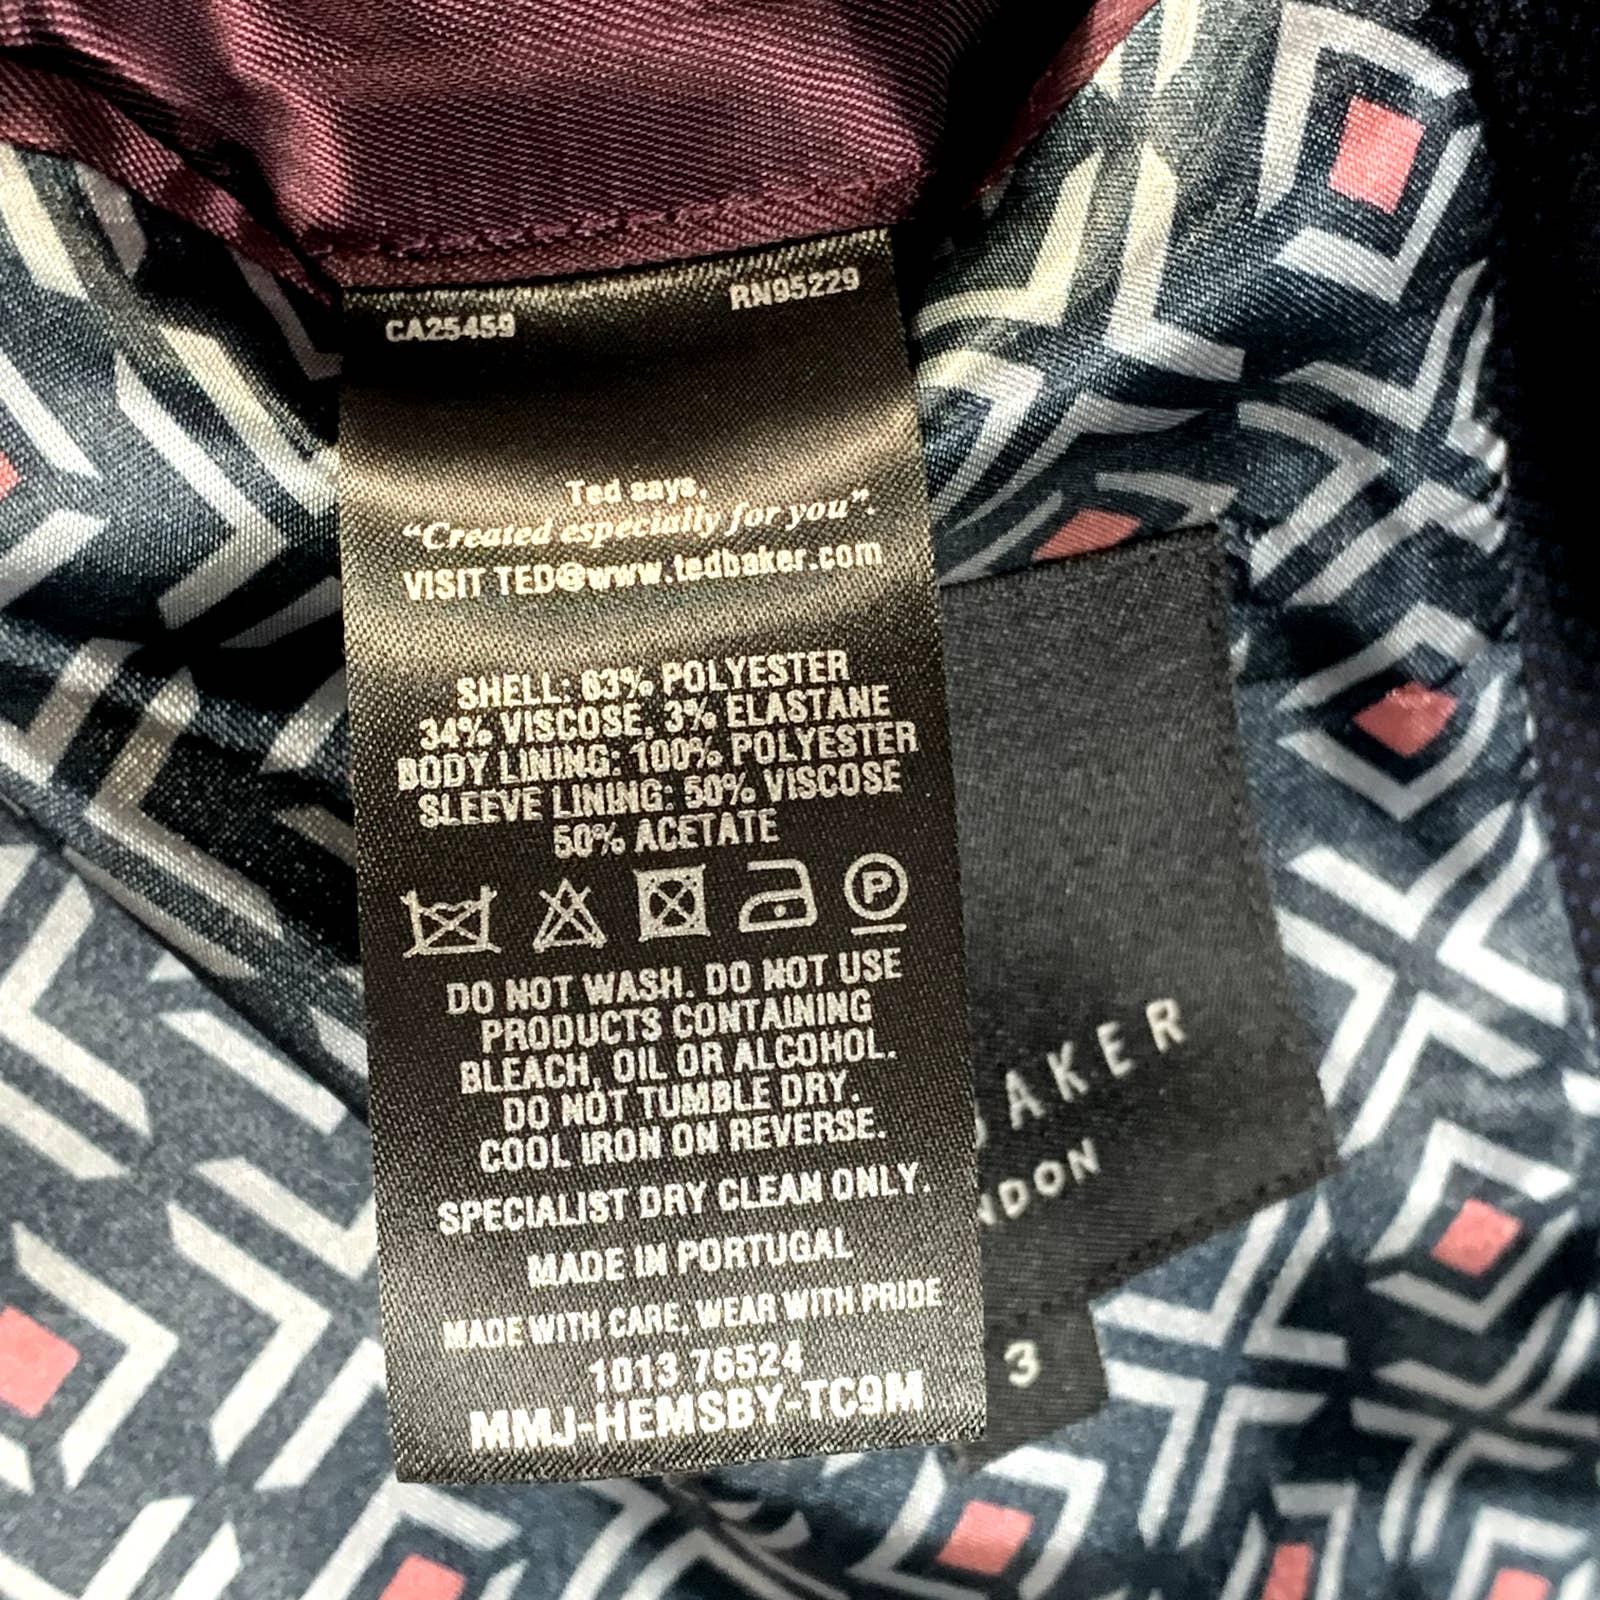 CA25459
RN95229
Ted says,
“Created especially for you”.
VISIT TED@www.tedbaker.com
SHELL: 63% POLYESTER
34% VISCOSE, 3% ELASTANE
BODY LINING: 100% POLYESTER
SLEEVE LINING: 50% VISCOSE
50% ACETATE
P
DO NOT WASH. DO NOT USE
PRODUCTS CONTAINING
BLEACH, OIL OR ALCOHOL.
DO NOT TUMBLE DRY.
COOL IRON ON REVERSE.
SPECIALIST DRY CLEAN ONLY.
MADE IN PORTUGAL
MADE WITH CARE, WEAR WITH PRIDE
1013 76524
MMJ-HEMSBY-TC9M
BAKER
NDON
3